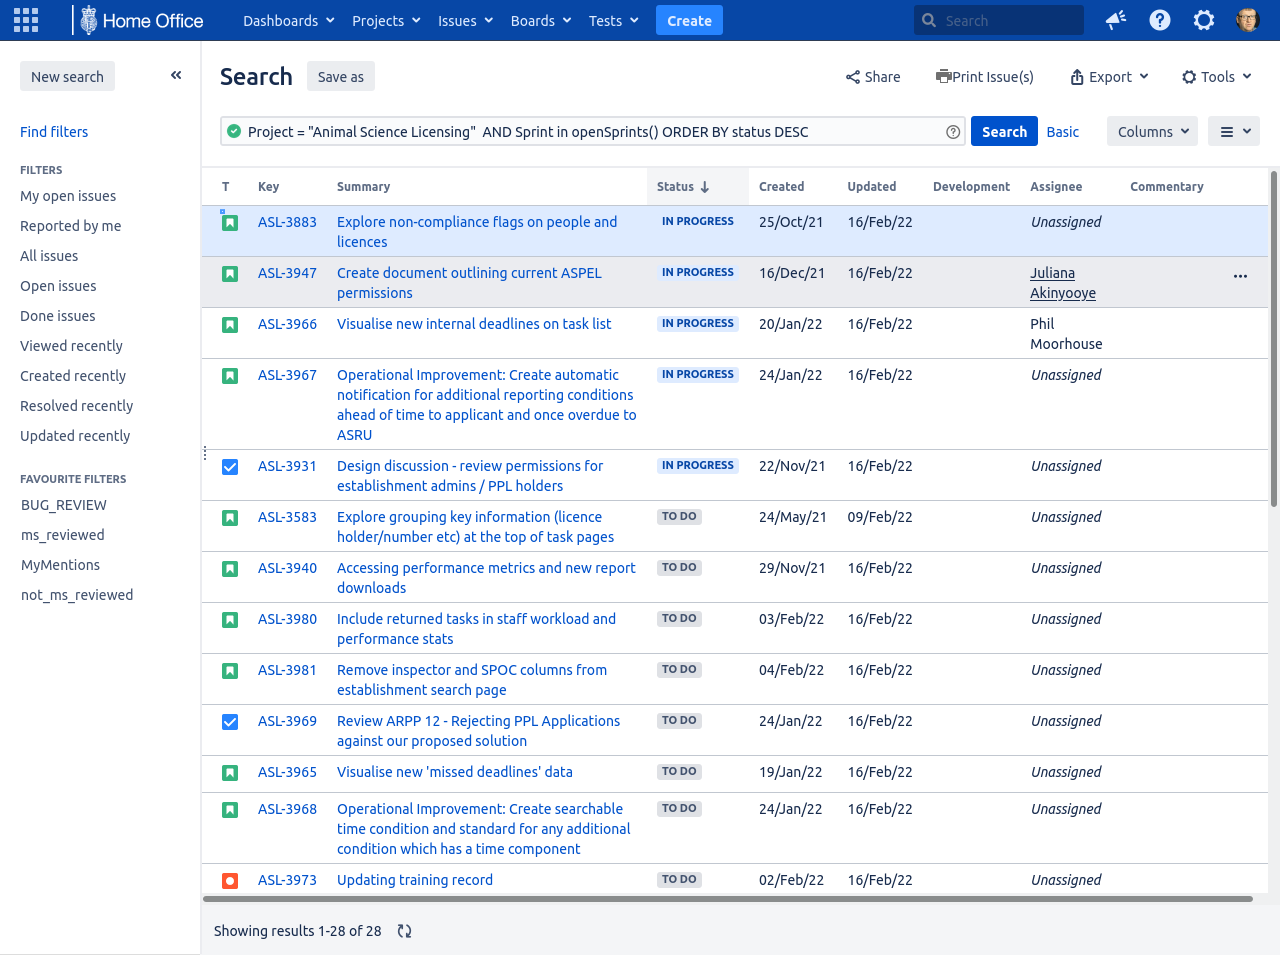 Home Office Dashboards Projects Issues Boards Tests Create Search
New search
Search Save as Share Print Issue(s) Export Tools
Project = "Animal Science Licensing" AND Sprint in openSprints() ORDER BY status DESC Search Basic Columns
Find filters
FILTERS
My open issues
Reported by me
All issues
Open issues
Done issues
Viewed recently
Created recently
Resolved recently
Updated recently
FAVOURITE FILTERS
BUG_REVIEW
ms_reviewed
MyMentions
not_ms_reviewed
T Key Summary Status Created Updated Development Assignee Commentary
ASL-3883 Explore non-compliance flags on people and IN PROGRESS 25/Oct/21 16/Feb/22 Unassigned
licences
ASL-3947 Create document outlining current ASPEL IN PROGRESS 16/Dec/21 16/Feb/22 Juliana
permissions Akinyooye
ASL-3966 Visualise new internal deadlines on task list IN PROGRESS 20/Jan/22 16/Feb/22 Phil
Moorhouse
ASL-3967 Operational Improvement: Create automatic IN PROGRESS 24/Jan/22 16/Feb/22 Unassigned
notification for additional reporting conditions
ahead of time to applicant and once overdue to
ASRU
ASL-3931 Design discussion - review permissions for IN PROGRESS 22/Nov/21 16/Feb/22 Unassigned
establishment admins / PPL holders
ASL-3583 Explore grouping key information (licence TO DO 24/May/21 09/Feb/22 Unassigned
holder/number etc) at the top of task pages
ASL-3940 Accessing performance metrics and new report TO DO 29/Nov/21 16/Feb/22 Unassigned
downloads
ASL-3980 Include returned tasks in staff workload and TO DO 03/Feb/22 16/Feb/22 Unassigned
performance stats
ASL-3981 Remove inspector and SPOC columns from TO DO 04/Feb/22 16/Feb/22 Unassigned
establishment search page
ASL-3969 Review ARPP 12 - Rejecting PPL Applications TO DO 24/Jan/22 16/Feb/22 Unassigned
against our proposed solution
ASL-3965 Visualise new 'missed deadlines' data TO DO 19/Jan/22 16/Feb/22 Unassigned
ASL-3968 Operational Improvement: Create searchable TO DO 24/Jan/22 16/Feb/22 Unassigned
time condition and standard for any additional
condition which has a time component
ASL-3973 Updating training record TO DO 02/Feb/22 16/Feb/22 Unassigned
Showing results 1-28 of 28